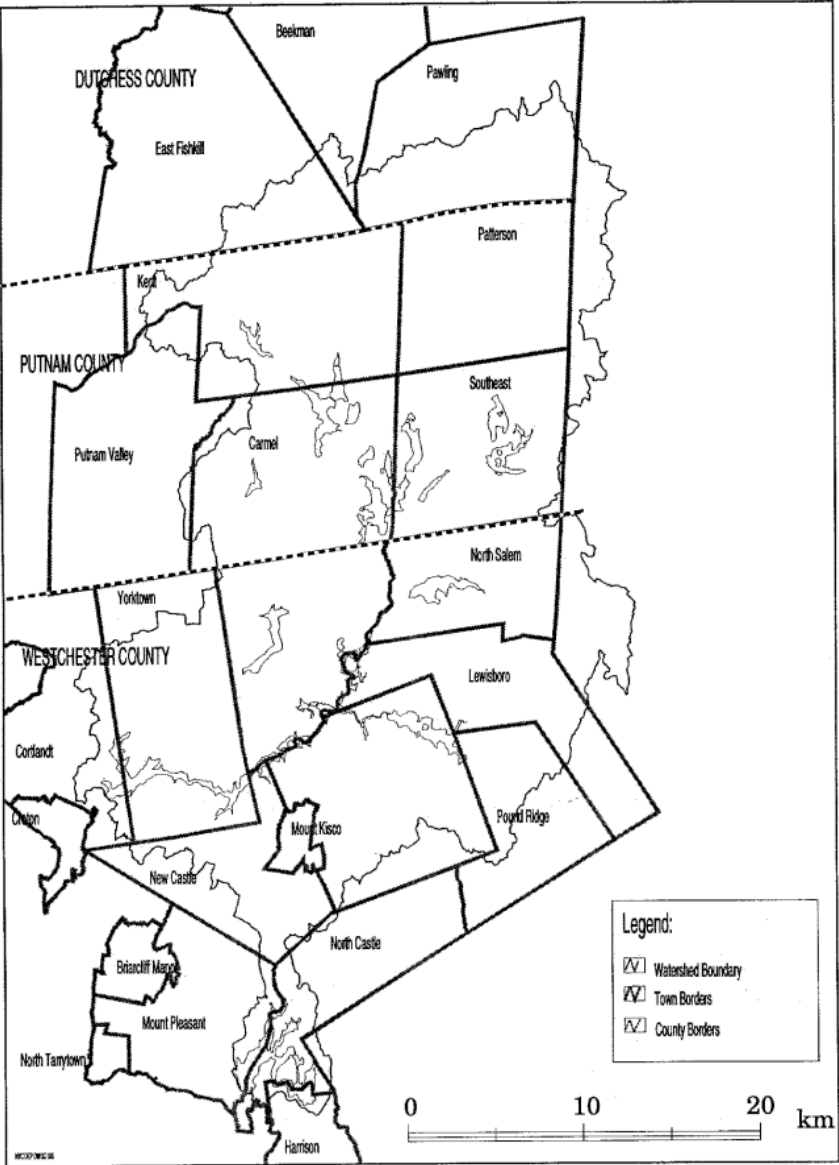 Beekman
DUTCHESS COUNTY
Pawling
East Fishkill
Patterson
Kent
PUTNAM COUNTY
Southeast
Carmel
Putnam Valley
North Salem
Yorktown
WESTCHESTER COUNTY
Lewisboro
Cortlandt
Croton
Mount Kisco
Pound Ridge
New Castle
North Castle
Briarcliff Manor
Mount Pleasant
North Tarrytown
Harrison
Legend:
Watershed Boundary
Town Borders
County Borders
0 10 20 km